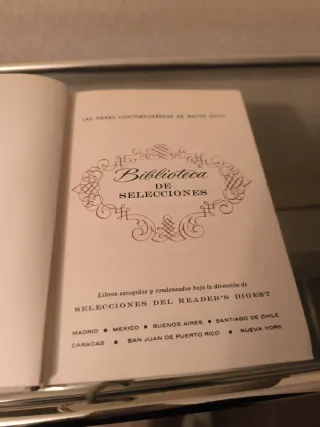 LAS OBRAS CONTEMPORÁNEAS DE MAYOR ÉXITO
Biblioteca
DE
SELECCIONES
Libros escogidos y condensados bajo la dirección de
SELECCIONES DEL READER'S DIGEST
MADRID • MEXICO • BUENOS AIRES • SANTIAGO DE CHILE
CARACAS • SAN JUAN DE PUERTO RICO • NUEVA YORK